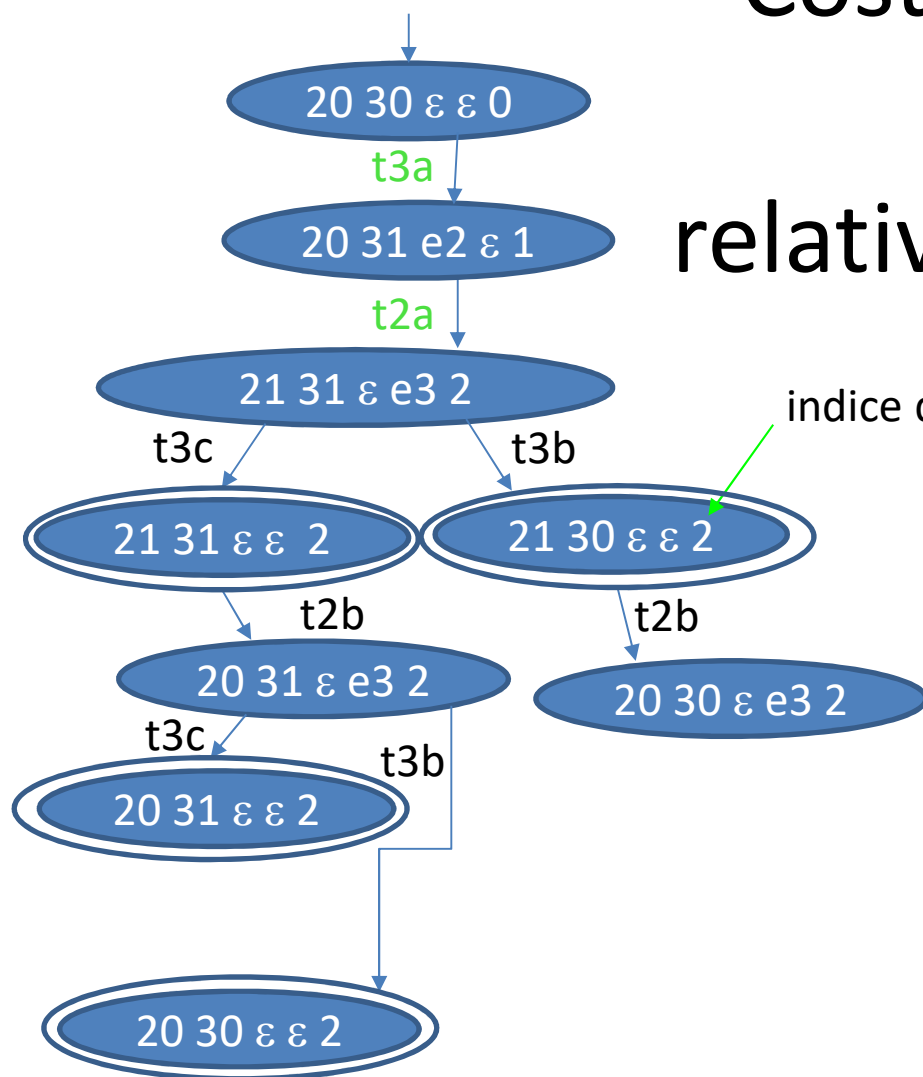 Cost
20 30 ε ε 0
t3a
20 31 e2 ε 1
relativ
t2a
21 31 ε e3 2
indice
t3c
t3b
21 31 ε ε 2
21 30 ε ε 2
t2b
t2b
20 31 ε e3 2
20 30 ε e3 2
t3c
t3b
20 31 ε ε 2
20 30 ε ε 2